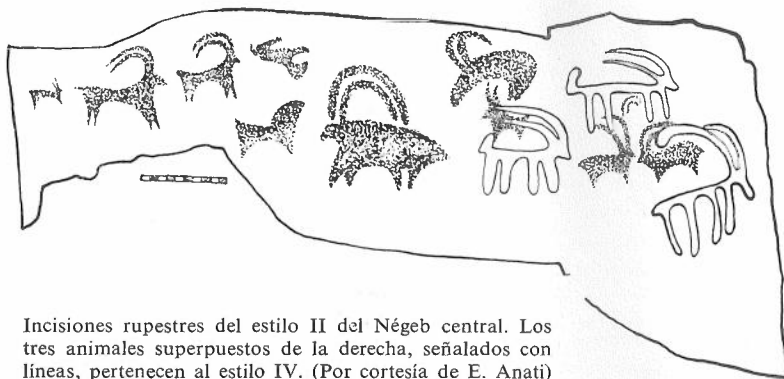 Incisiones rupestres del estilo II del Négeb central. Los
tres animales superpuestos de la derecha, señalados con
líneas, pertenecen al estilo IV. (Por cortesía de E. Anati)